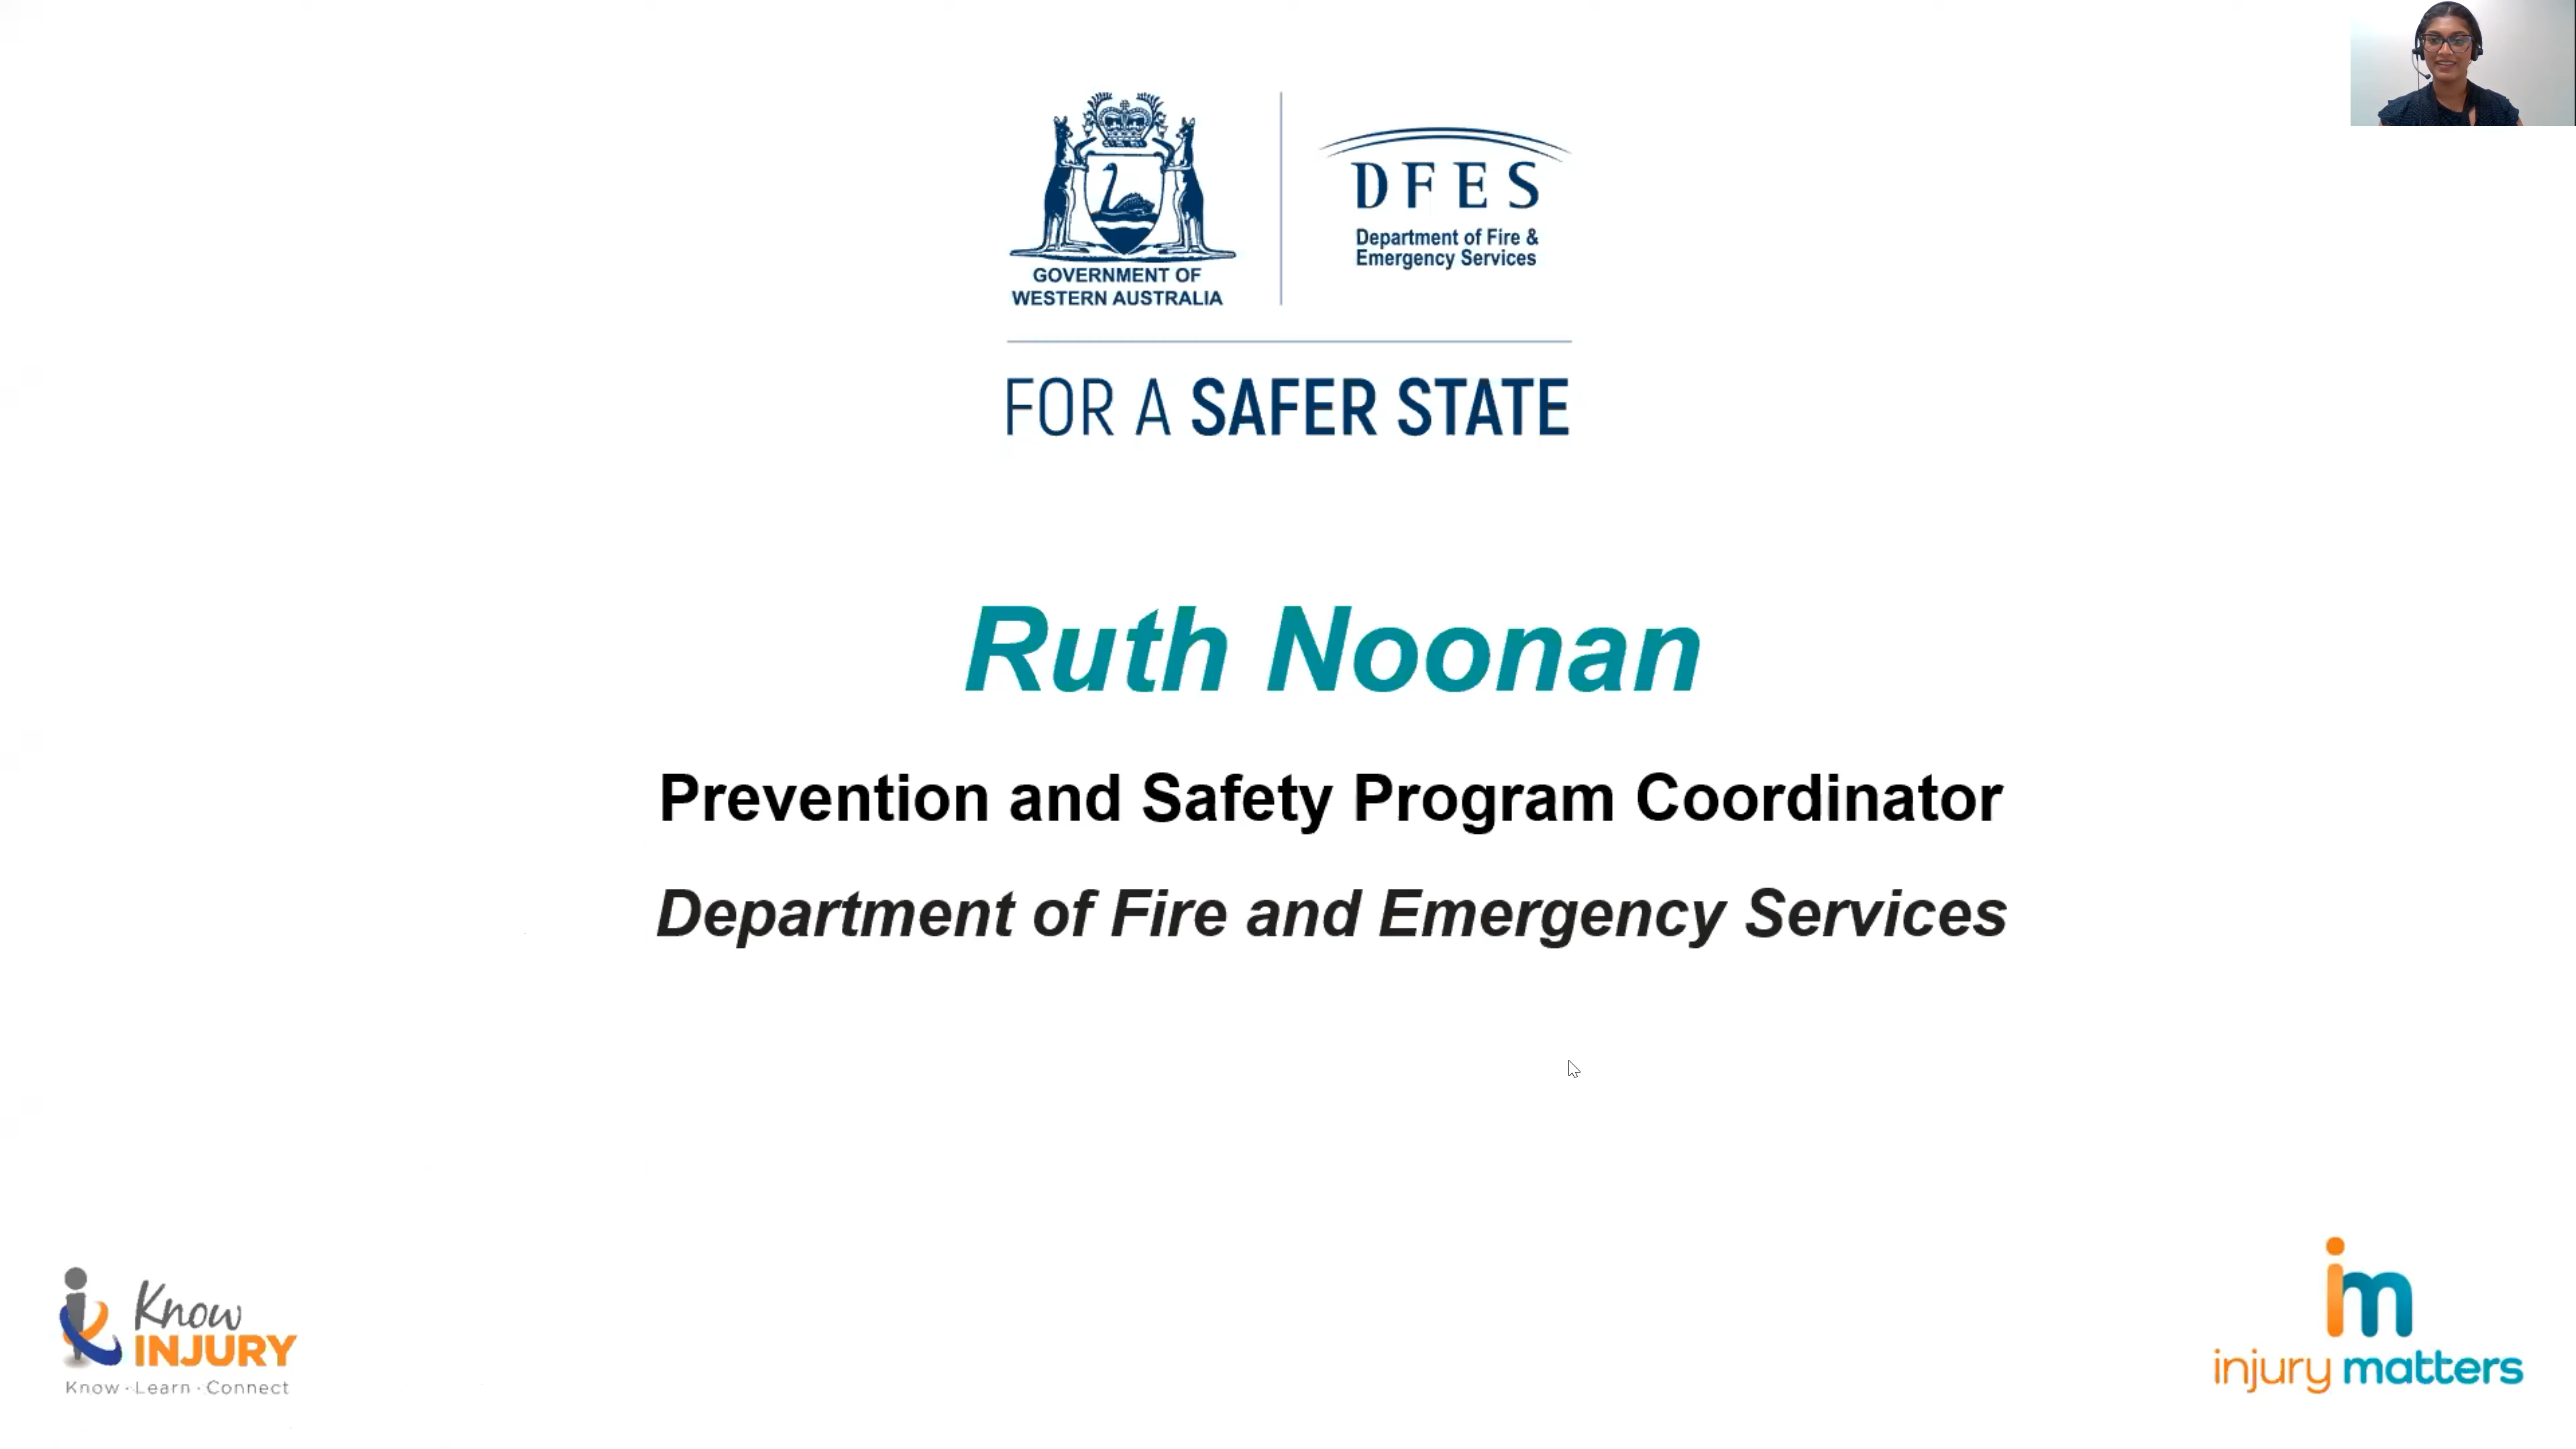 GOVERNMENT OF
WESTERN AUSTRALIA
DFES
Department of Fire &
Emergency Services
FOR A SAFER STATE
Ruth Noonan
Prevention and Safety Program Coordinator
Department of Fire and Emergency Services
Know
INJURY
Know · Learn · Connect
im
injury matters